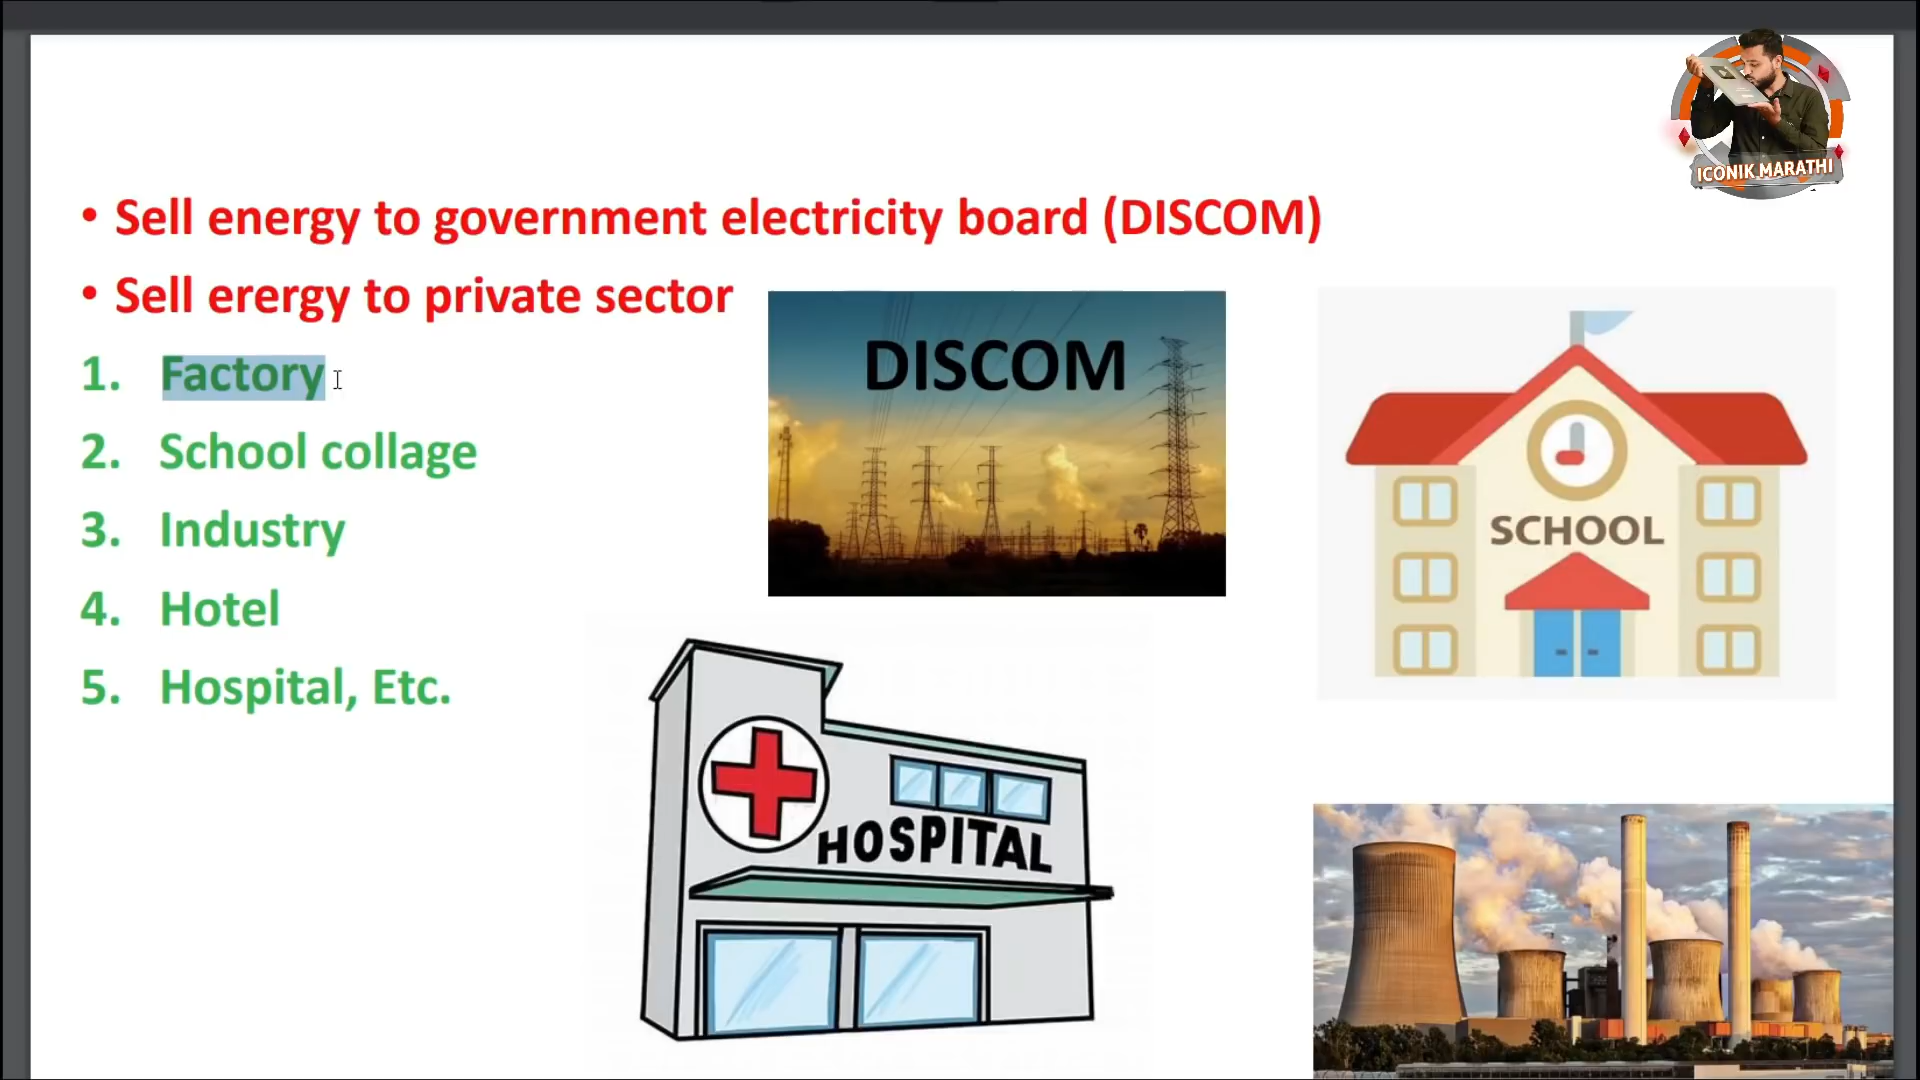 ICONIK MARATHI
• Sell energy to government electricity board (DISCOM)
• Sell erergy to private sector
1. Factory
2. School collage
3. Industry
4. Hotel
5. Hospital, Etc.
DISCOM
SCHOOL
HOSPITAL